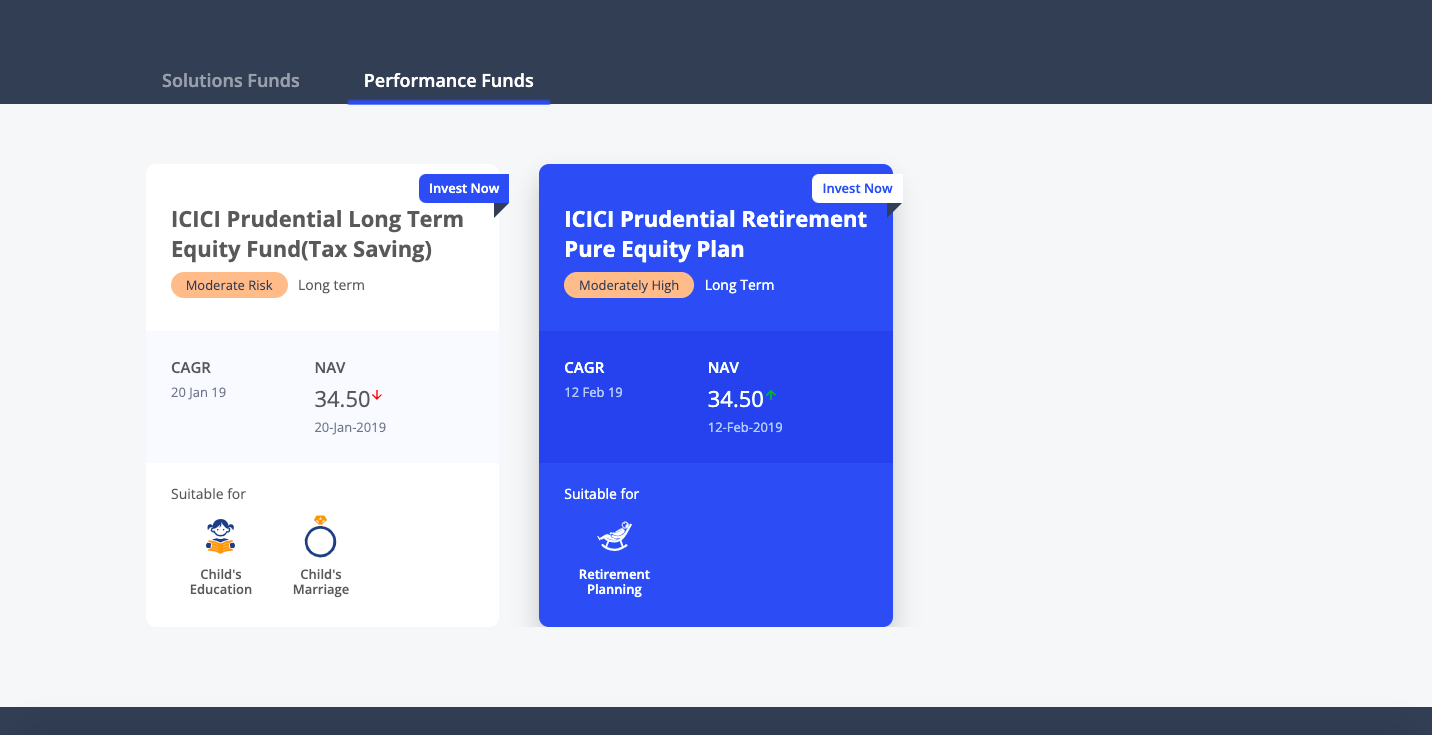 Solutions Funds
Performance Funds
Invest Now
ICICI Prudential Long Term
Equity Fund(Tax Saving)
Moderate Risk
Long term
CAGR
20 Jan 19
NAV
34.50
20-Jan-2019
Suitable for
Child's
Education
Child's
Marriage
Invest Now
ICICI Prudential Retirement
Pure Equity Plan
Moderately High
Long Term
CAGR
12 Feb 19
NAV
34.50
12-Feb-2019
Suitable for
Retirement
Planning